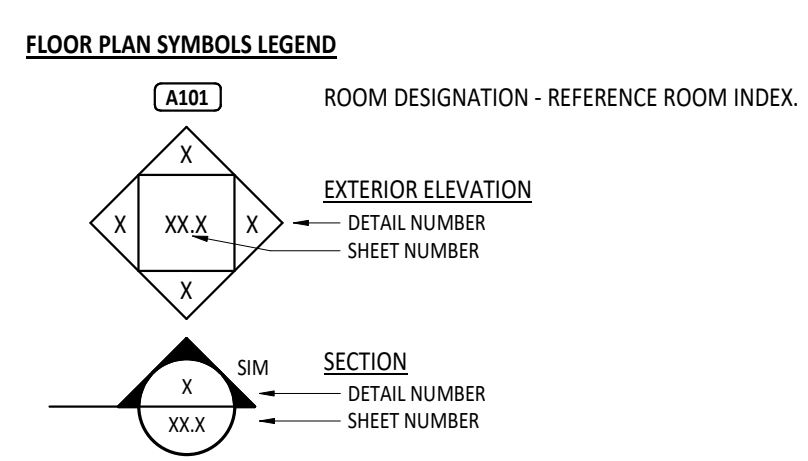 FLOOR PLAN SYMBOLS LEGEND
A101 ROOM DESIGNATION - REFERENCE ROOM INDEX.
X
EXTERIOR ELEVATION
X XX.X X DETAIL NUMBER
SHEET NUMBER
X
SIM SECTION
X DETAIL NUMBER
XX.X SHEET NUMBER